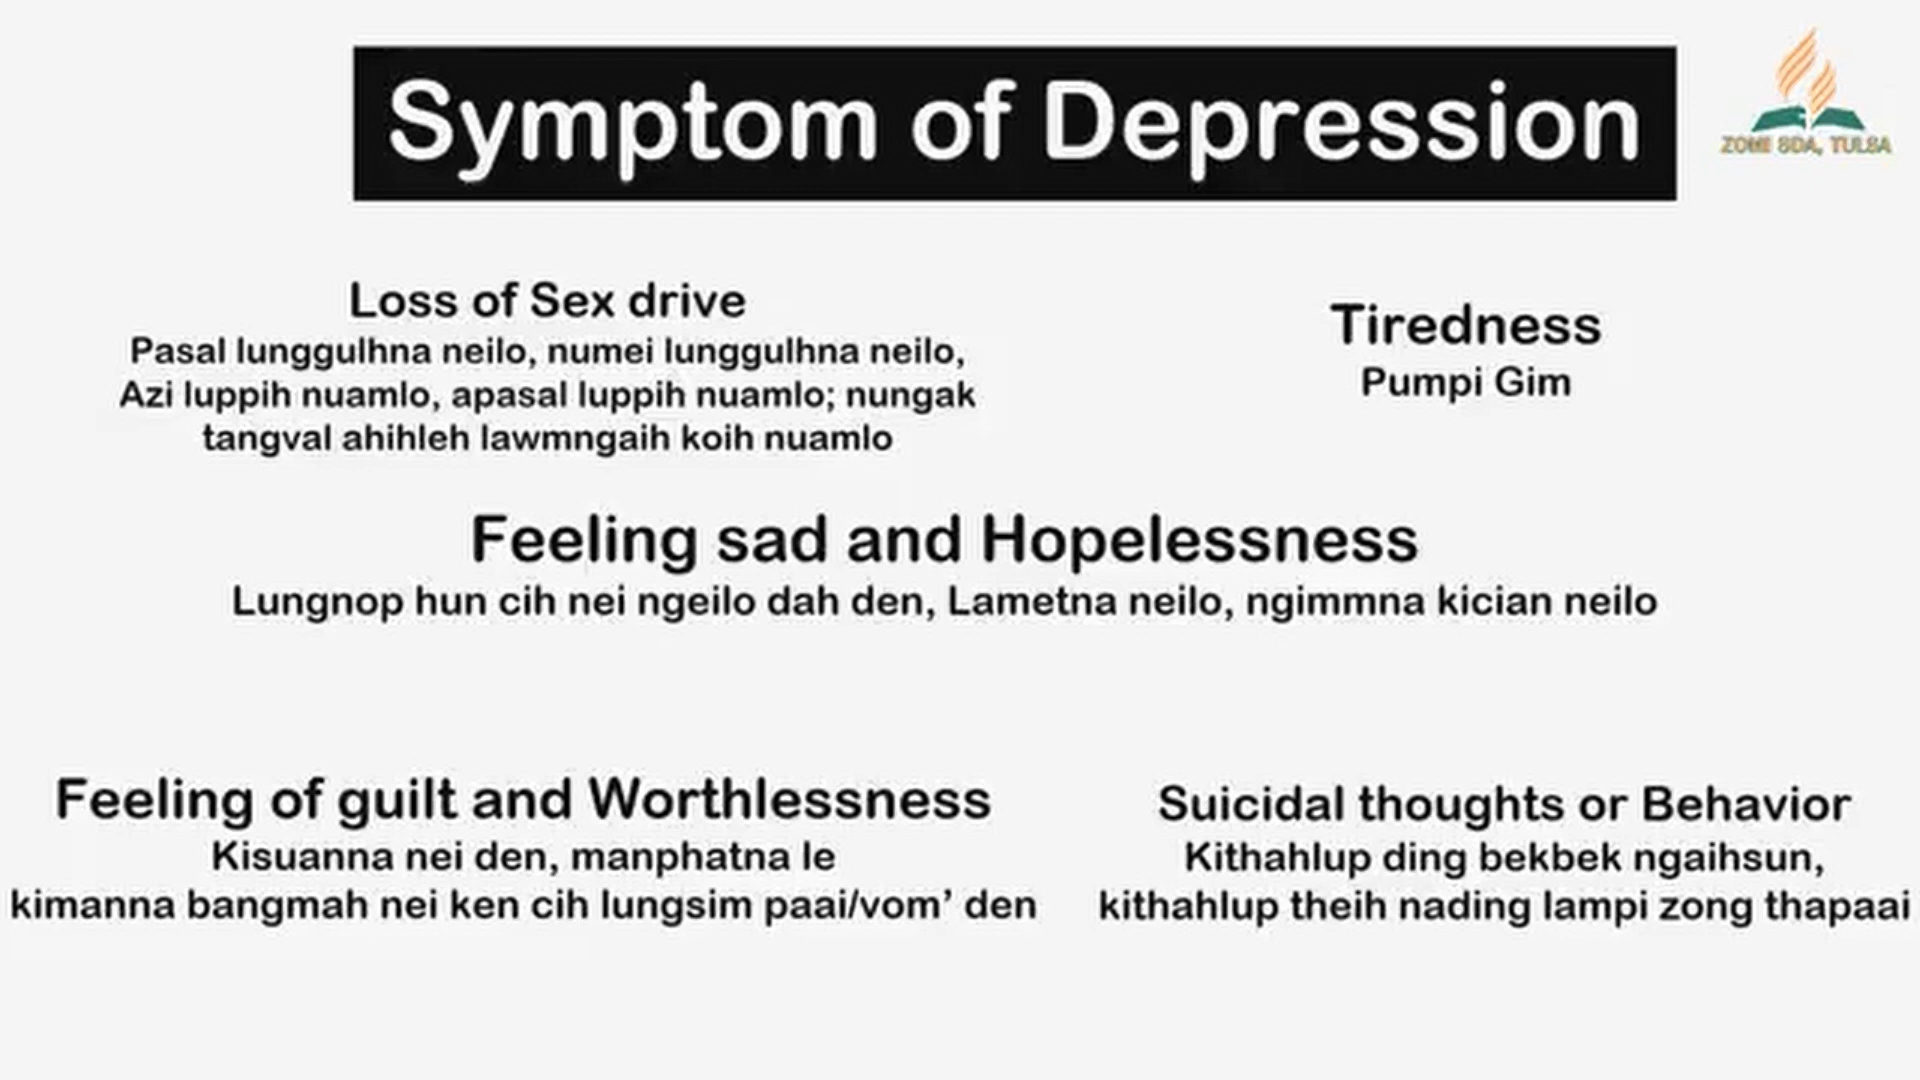 Symptom of Depression
ZOMI SDA, TULSA
Loss of Sex drive
Pasal lunggulhna neilo, numei lunggulhna neilo,
Azi luppih nuamlo, apasal luppih nuamlo; nungak
tangval ahihleh lawmngaih koih nuamlo
Tiredness
Pumpi Gim
Feeling sad and Hopelessness
Lungnop hun cih nei ngeilo dah den, Lametna neilo, ngimmna kician neilo
Feeling of guilt and Worthlessness
Kisuanna nei den, manphatna le
kimanna bangmah nei ken cih lungsim paai/vom’ den
Suicidal thoughts or Behavior
Kithahlup ding bekbek ngaihsun,
kithahlup theih nading lampi zong thapaai